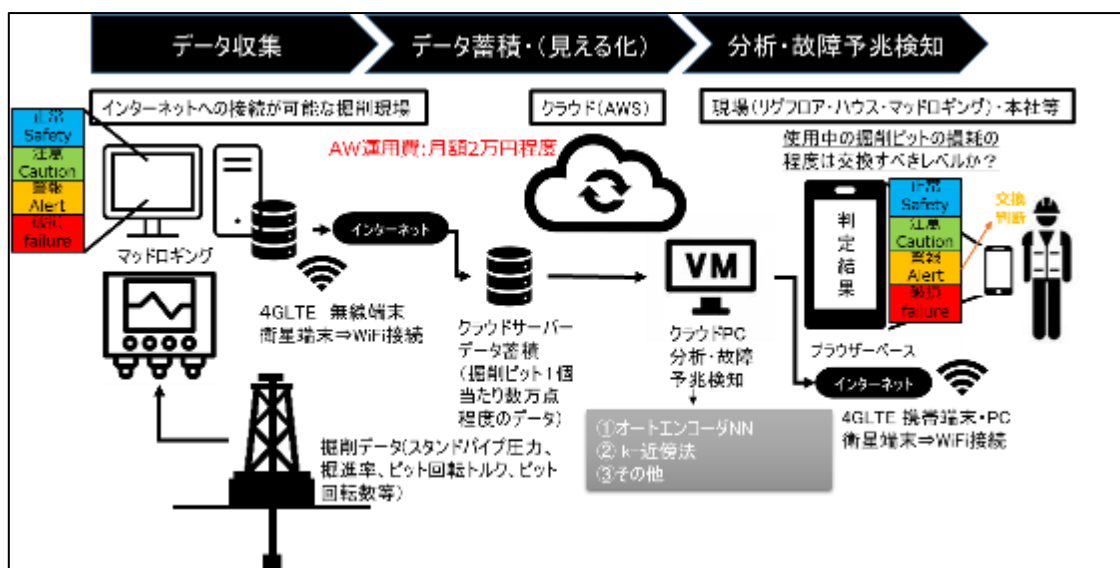 データ収集
データ蓄積・(見える化)
分析・故障予兆検知
インターネットへの接続が可能な掘削現場
クラウド(AWS)
現場(リグフロア・ハウス・マッドロギング)・本社等
正常
Safety
注意
Caution
警報
Alert
破損
failure
AW運用費:月額2万円程度
使用中の掘削ビットの損耗の
程度は交換すべきレベルか?
マッドロギング
インターネット
4GLTE 無線端末
衛星端末⇒WiFi接続
クラウドサーバー
データ蓄積
(掘削ビット1個
当たり数万点
程度のデータ)
VM
クラウドPC
分析・故障
予兆検知
①オートエンコーダNN
②k-近傍法
③その他
判定結果
正常
Safety
注意
Caution
警報
Alert
破損
failure
交換
判断
ブラウザーベース
インターネット
4GLTE 携帯端末・PC
衛星端末⇒WiFi接続
掘削データ(スタンドパイプ圧力、
掘進率、ビット回転トルク、ビット
回転数等)